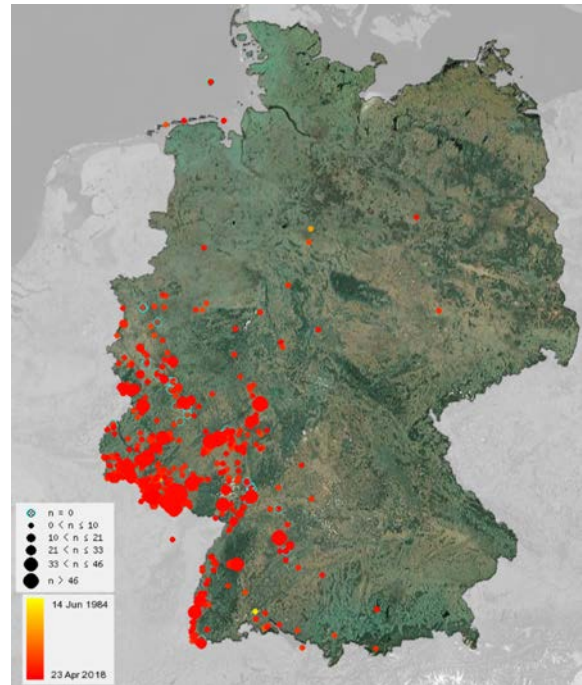 n = 0
0 < n ≤ 10
10 < n ≤ 21
21 < n ≤ 33
33 < n ≤ 46
n > 46
14 Jun 1984
23 Apr 2018